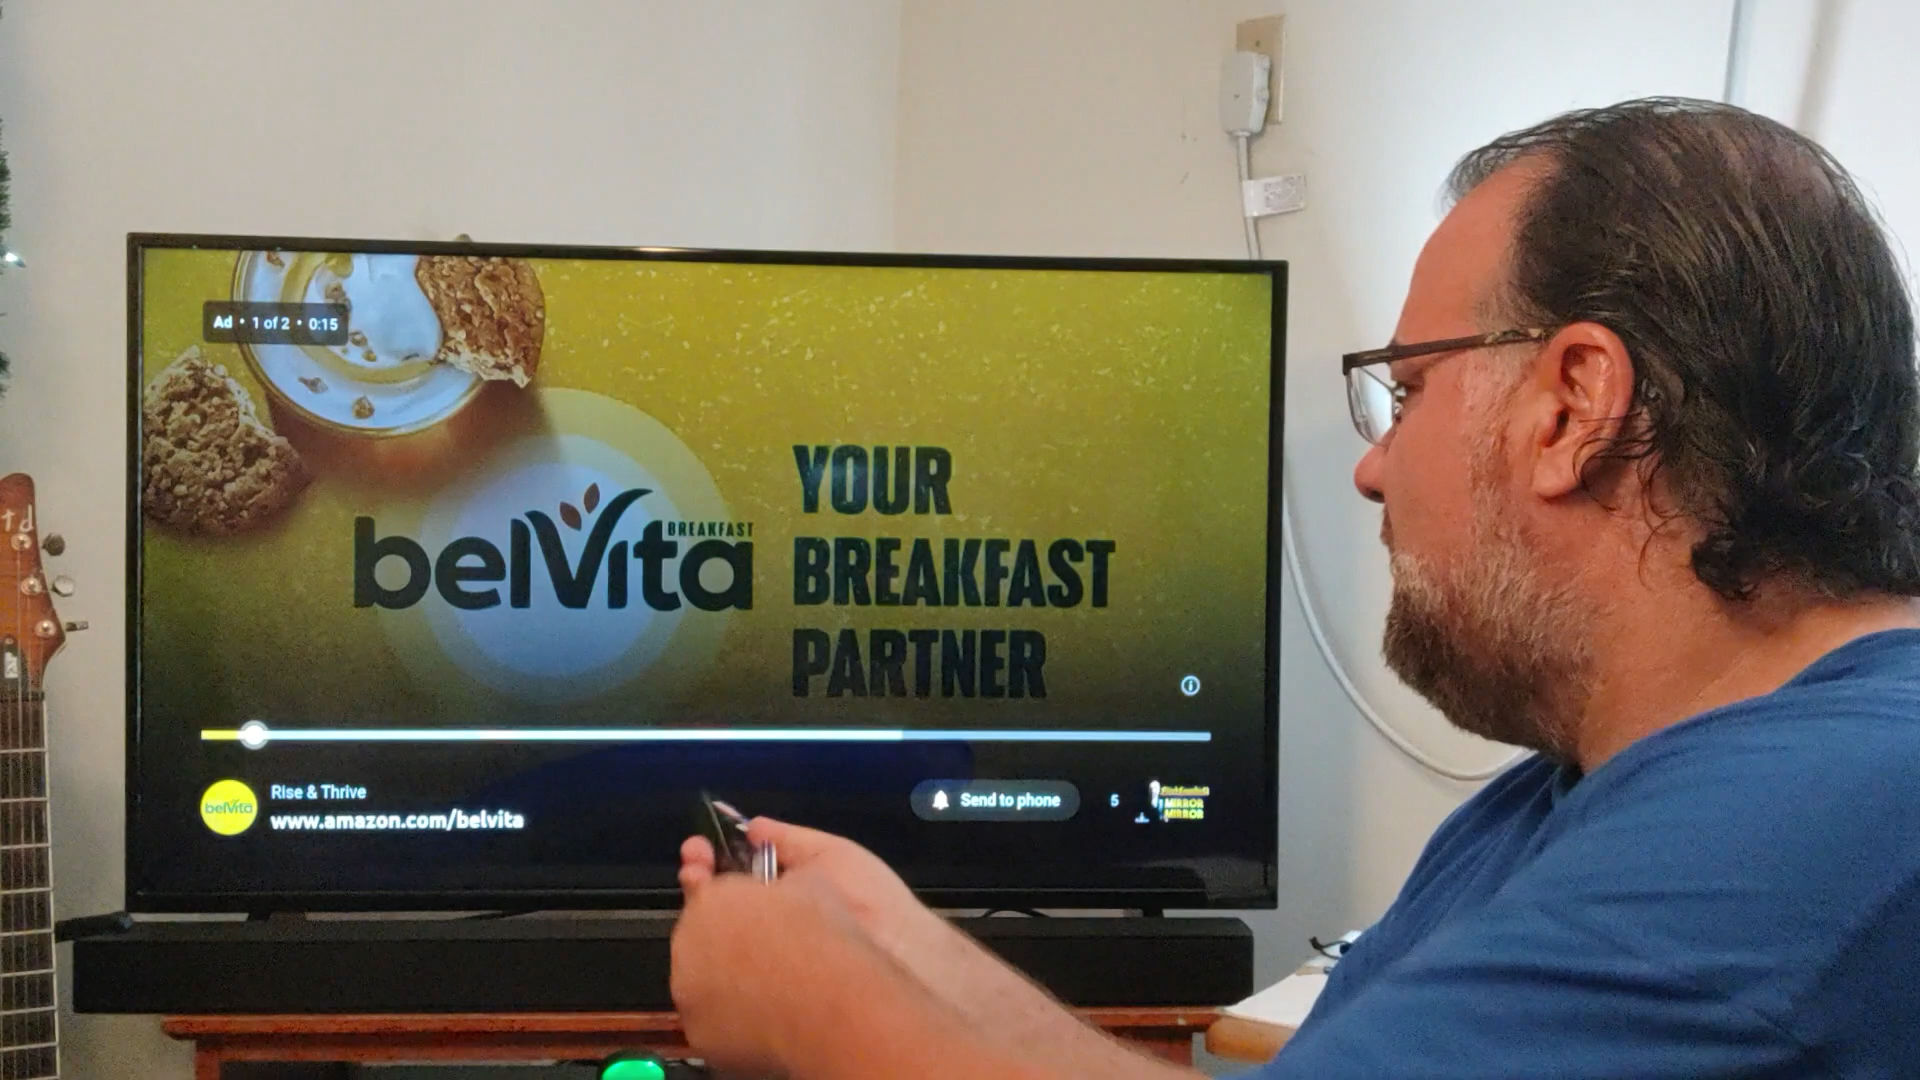 Ad • 1 of 2 • 0:15
belVita
BREAKFAST
YOUR
BREAKFAST
PARTNER
belVita
Rise & Thrive
www.amazon.com/belvita
Send to phone
5
MIRROR
MIRROR
td